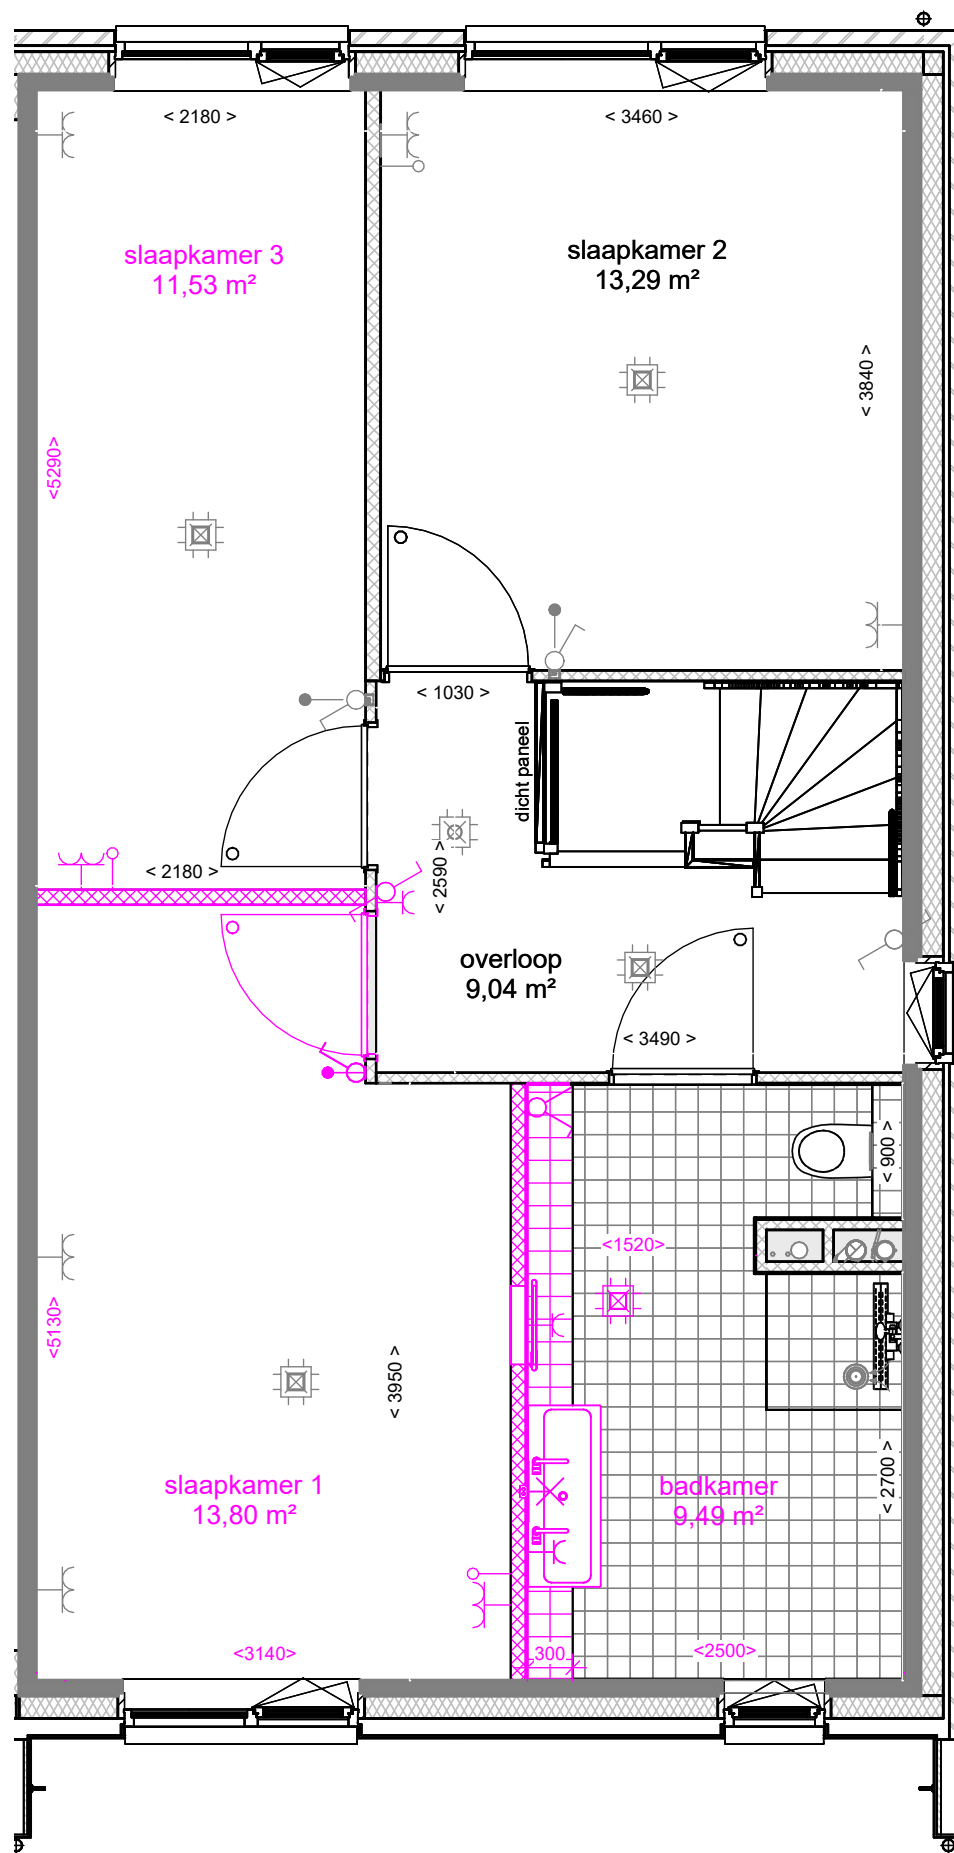 < 2180 >
< 3460 >
slaapkamer 3
11,53 m²
slaapkamer 2
13,29 m²
< 3840 >
<5290>
< 1030 >
dicht paneel
< 2180 >
< 2590 >
overloop
9,04 m²
< 3490 >
< 900 >
<1520>
<5130>
< 3950 >
slaapkamer 1
13,80 m²
badkamer
9,49 m²
< 2700 >
<3140>
300
<2500>